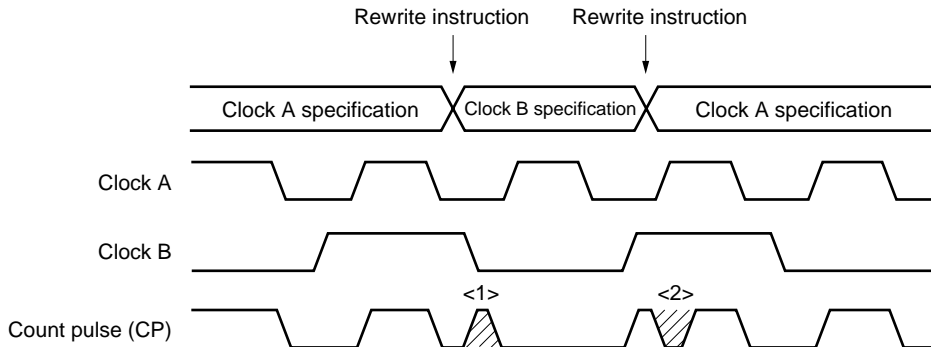 Rewrite instruction Rewrite instruction
Clock A specification Clock B specification Clock A specification
Clock A
Clock B
<1> <2>
Count pulse (CP)